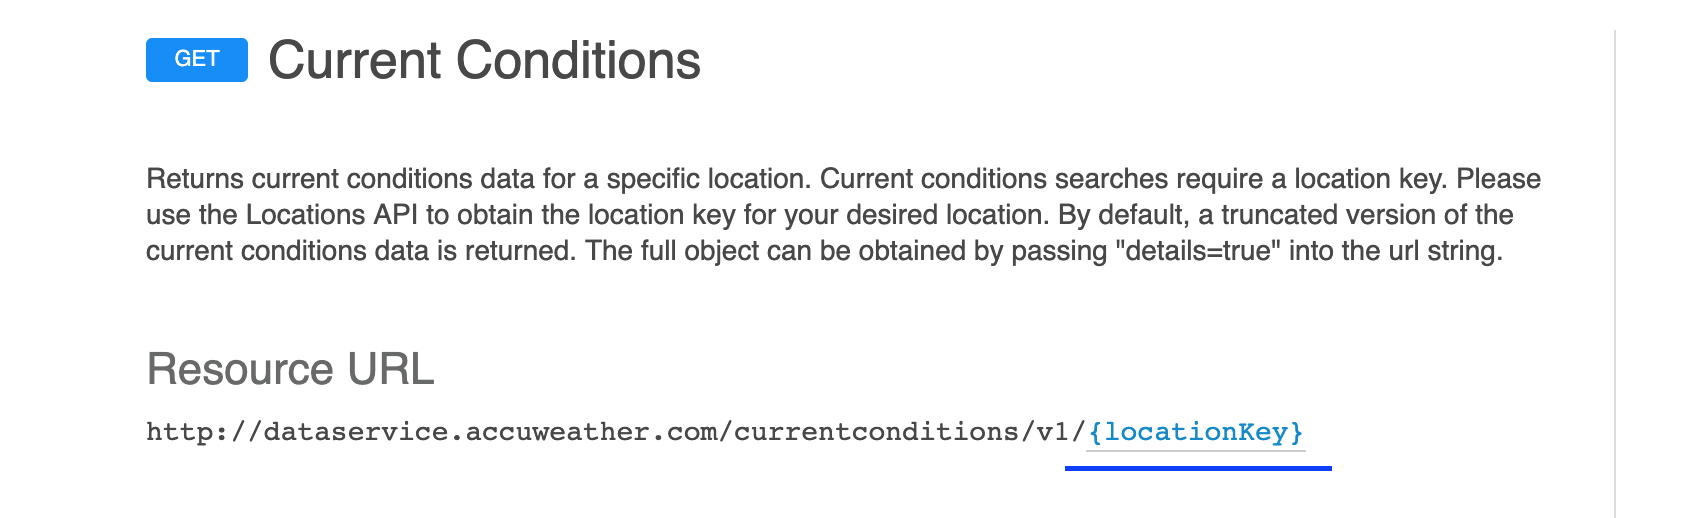 GET Current Conditions
Returns current conditions data for a specific location. Current conditions searches require a location key. Please
use the Locations API to obtain the location key for your desired location. By default, a truncated version of the
current conditions data is returned. The full object can be obtained by passing "details=true" into the url string.
Resource URL
http://dataservice.accuweather.com/currentconditions/v1/{locationKey}